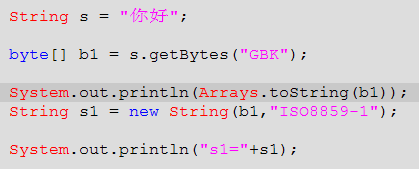 String s = "你好";
byte[] b1 = s.getBytes("GBK");
System.out.println(Arrays.toString(b1));
String s1 = new String(b1,"ISO8859-1");
System.out.println("s1="+s1);